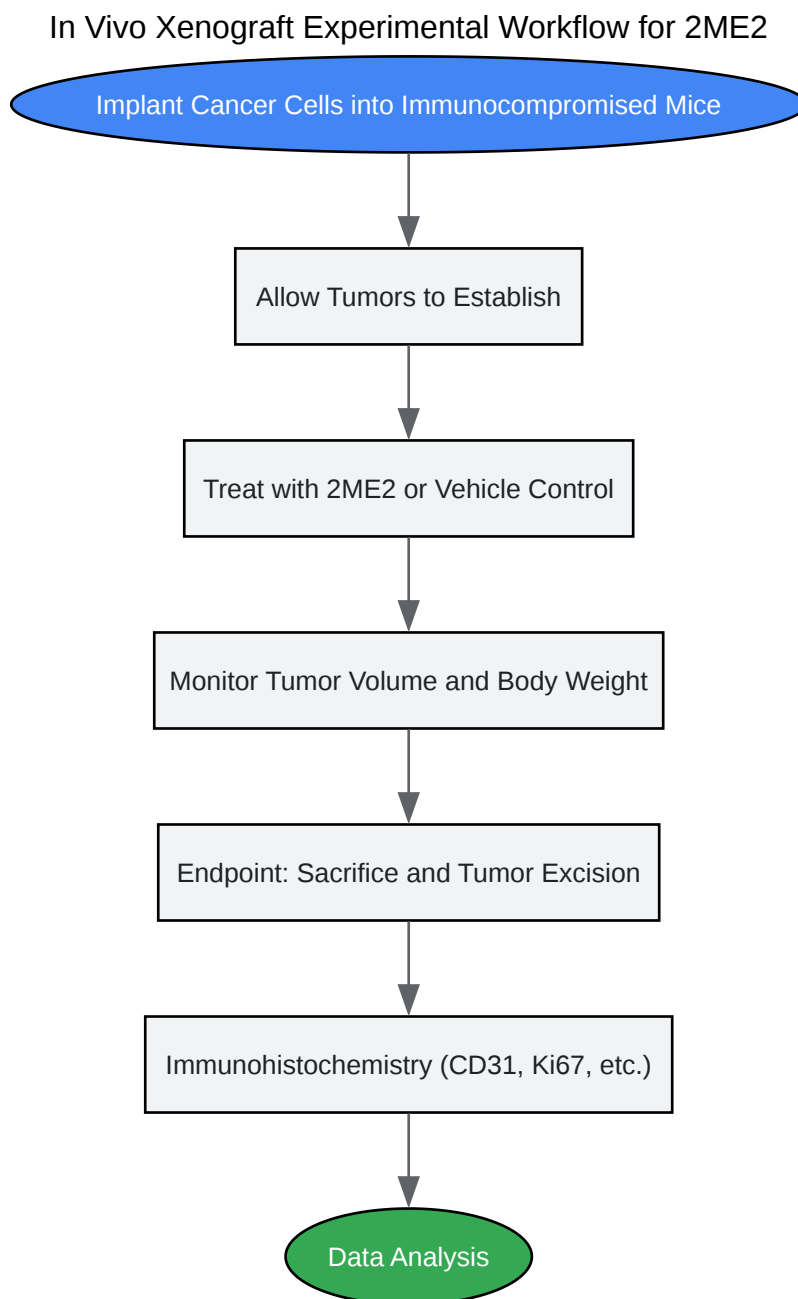 In Vivo Xenograft Experimental Workflow for 2ME2
Implant Cancer Cells into Immunocompromised Mice
Allow Tumors to Establish
Treat with 2ME2 or Vehicle Control
Monitor Tumor Volume and Body Weight
Endpoint: Sacrifice and Tumor Excision
Immunohistochemistry (CD31, Ki67, etc.)
Data Analysis